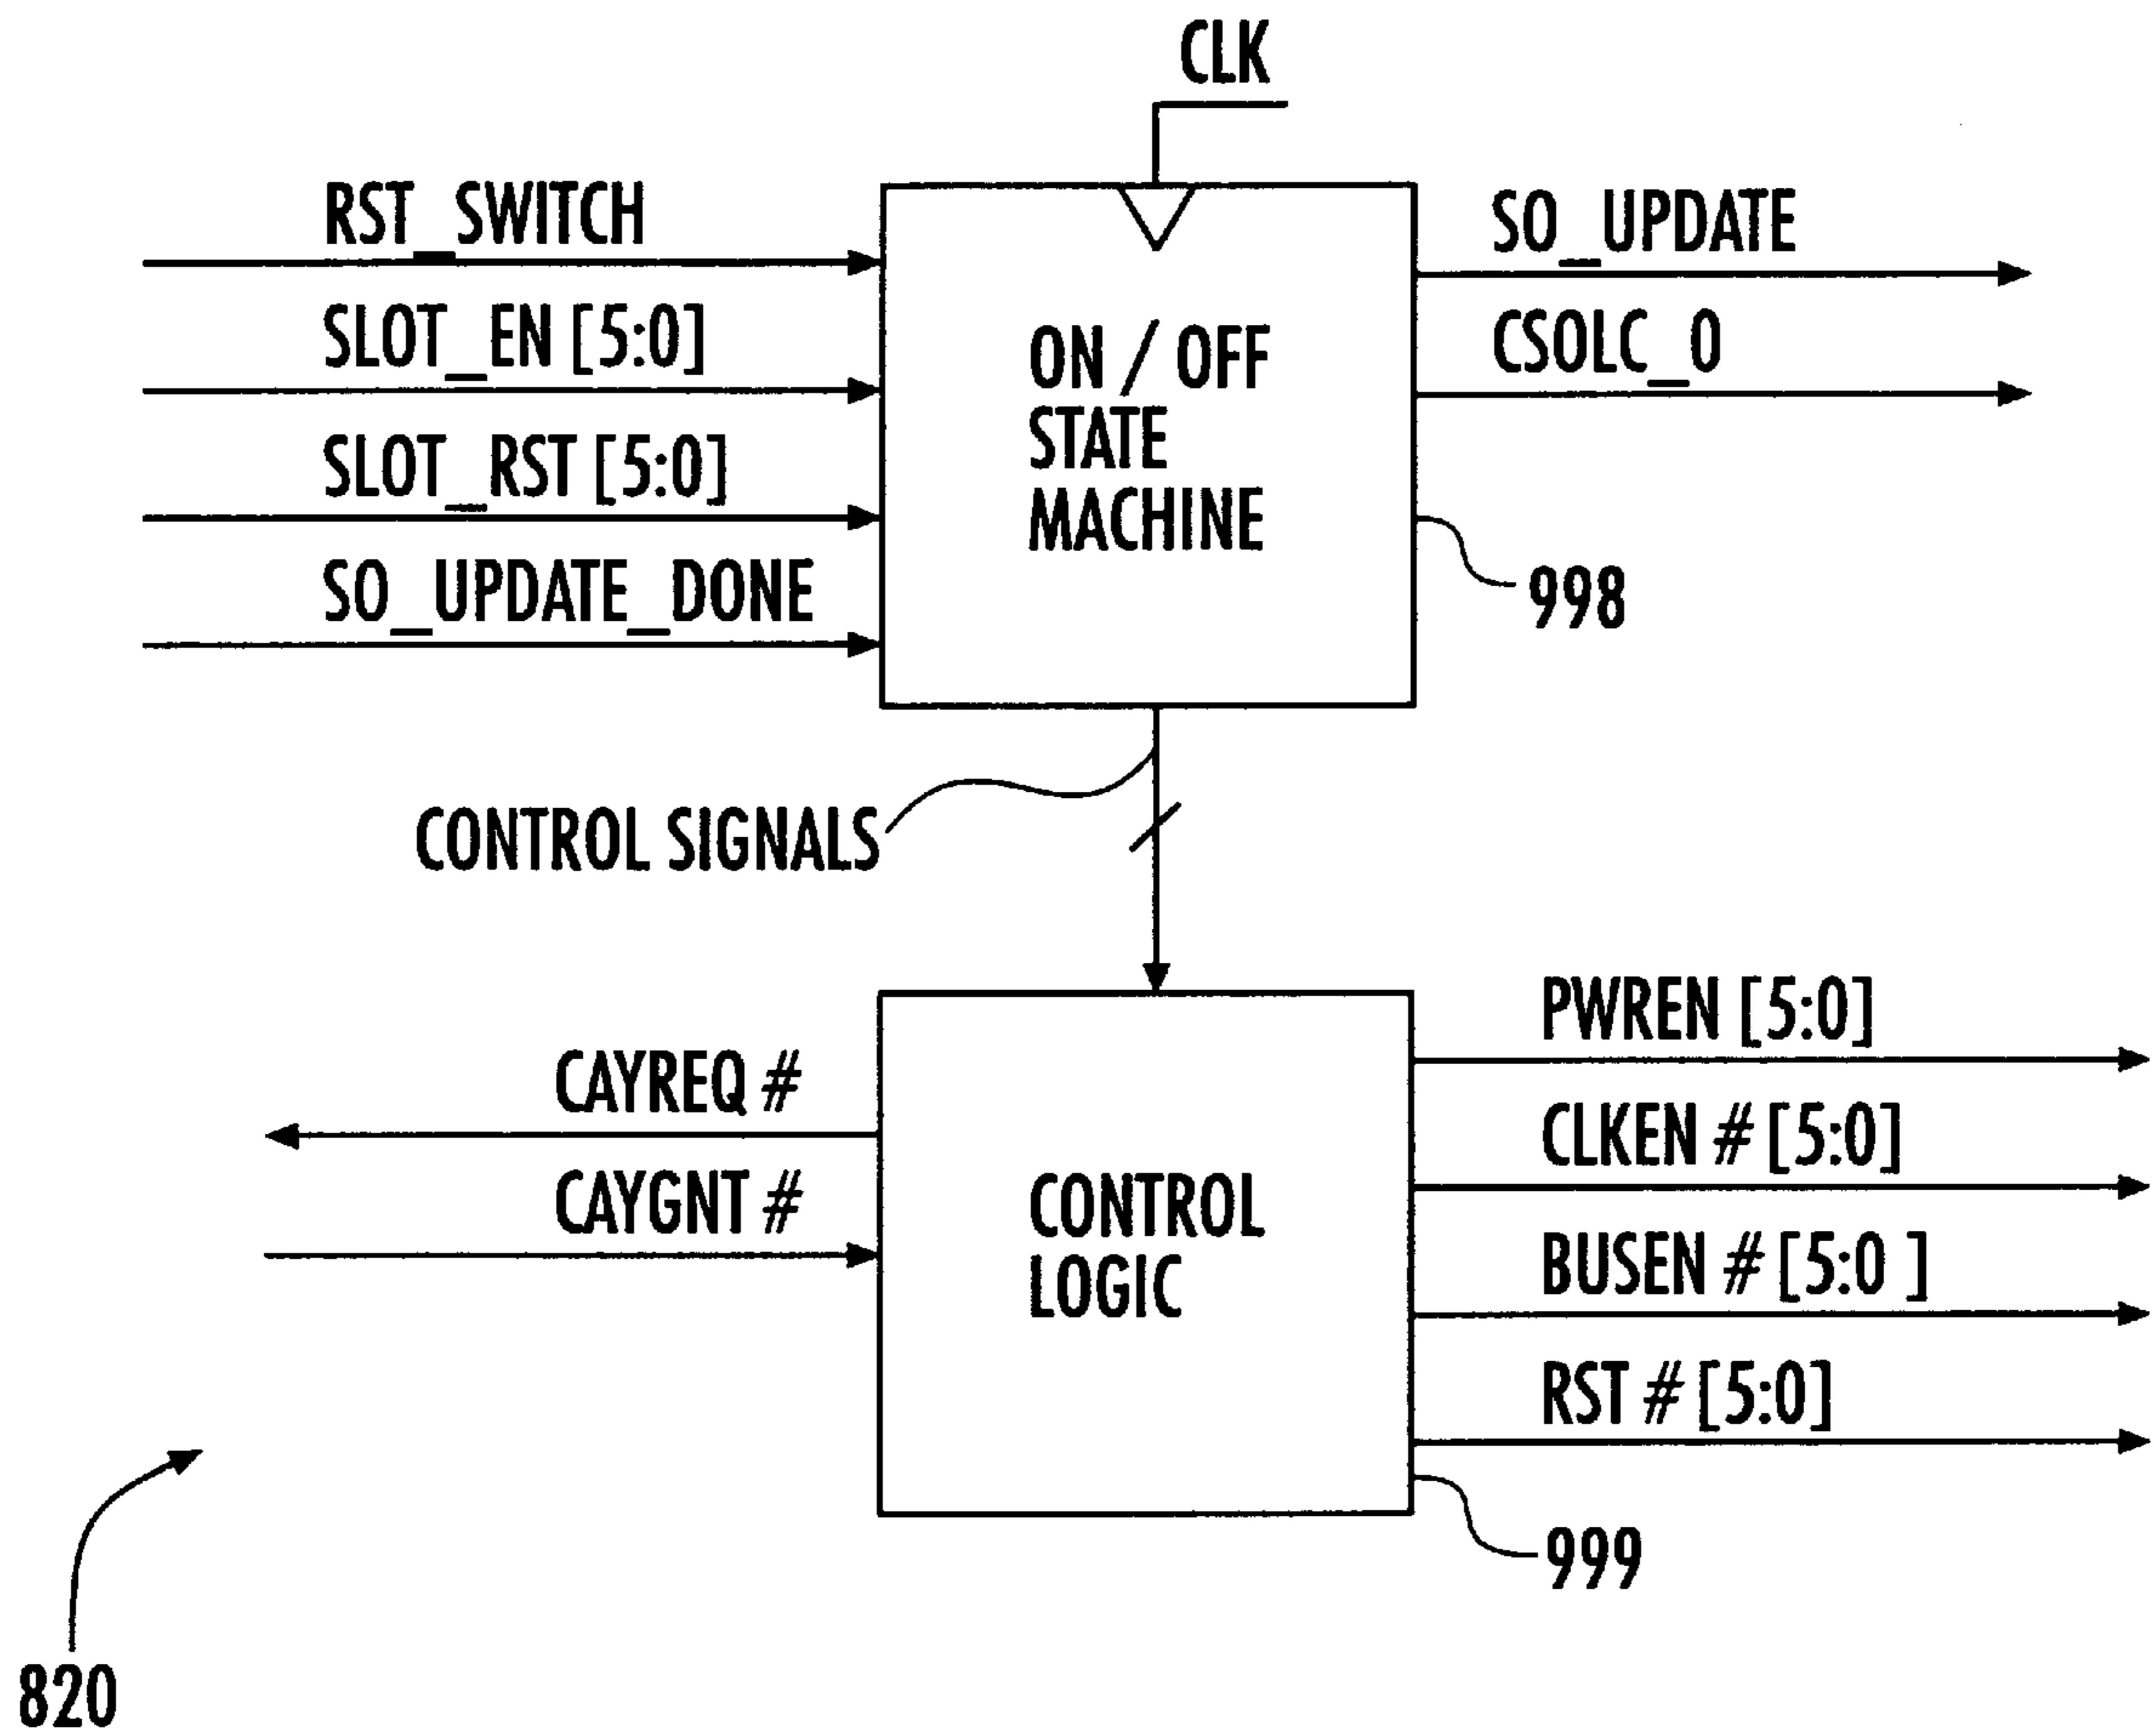 CLK
RST_SWITCH
SLOT_EN [5:0]
SLOT_RST [5:0]
SO_UPDATE_DONE
ON / OFF
STATE
MACHINE
SO_UPDATE
CSOLC_0
998
CONTROL SIGNALS
CAYREQ #
CAYGNT #
CONTROL
LOGIC
PWREN [5:0]
CLKEN # [5:0]
BUSEN # [5:0 ]
RST # [5:0]
999
820